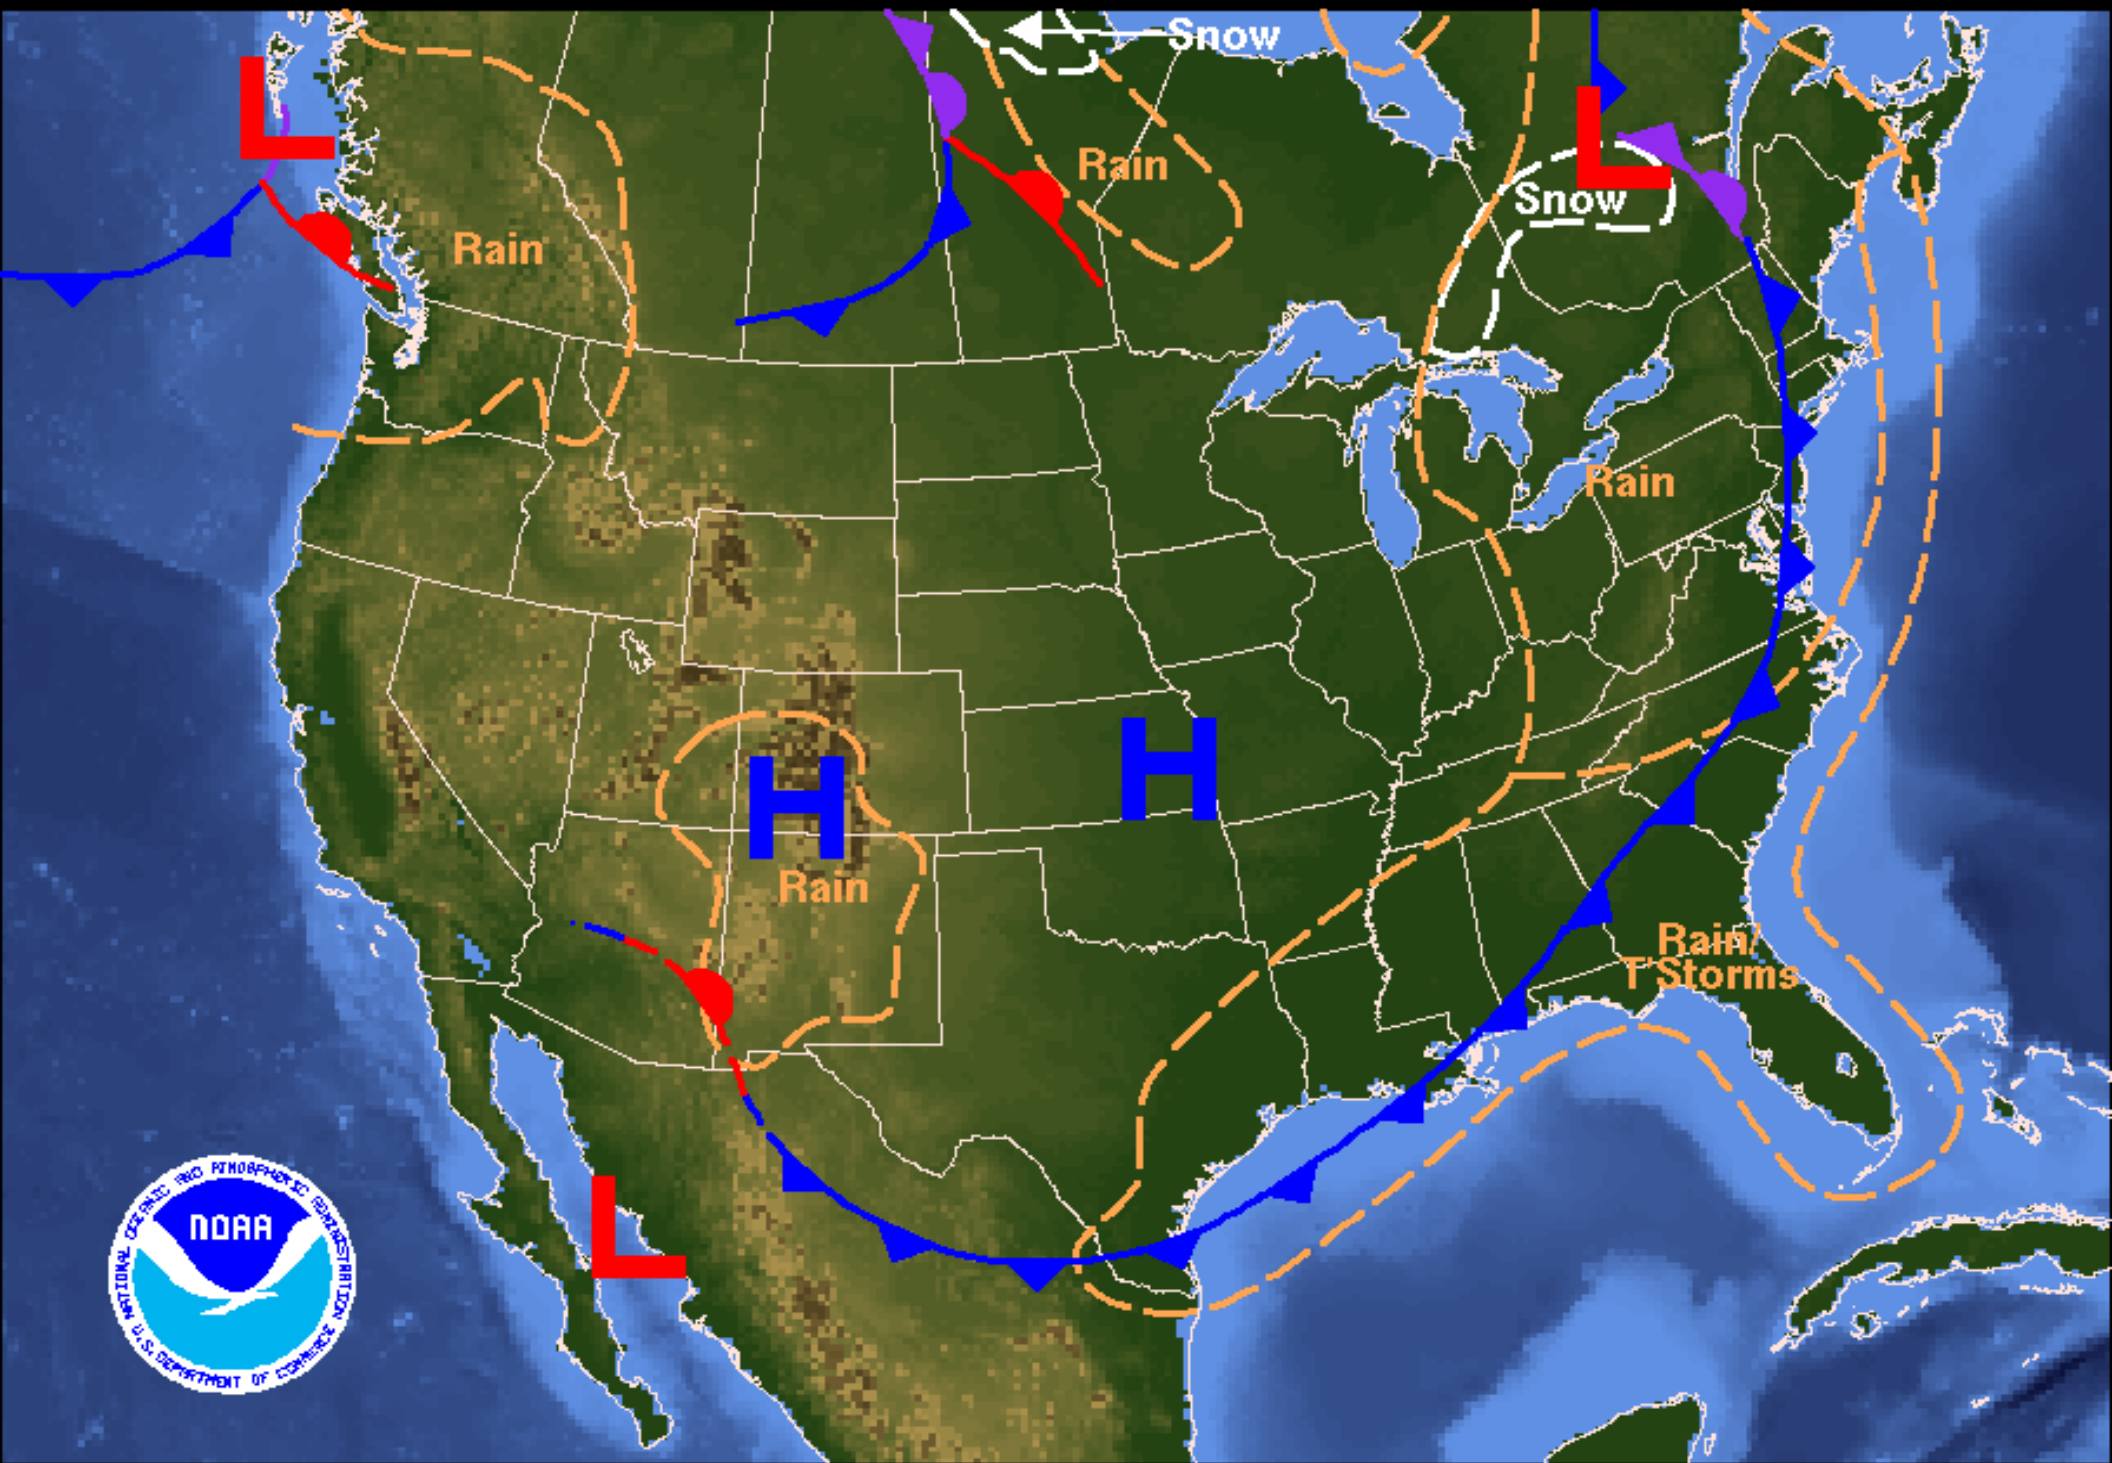 Snow
L
L
Rain
Snow
Rain
Rain
H
H
Rain
Rain/
T'Storms
L
NATIONAL OCEANIC AND ATMOSPHERIC ADMINISTRATION
NOAA
U.S. DEPARTMENT OF COMMERCE